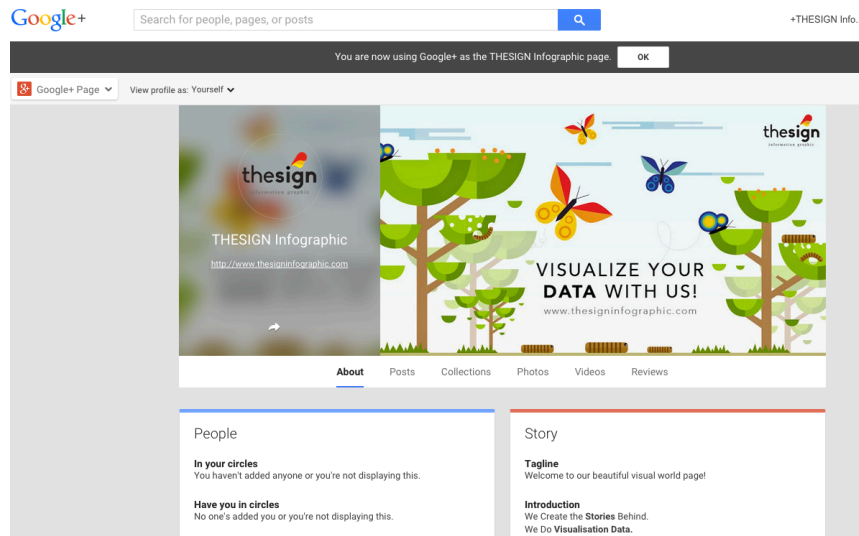 Google+
Search for people, pages, or posts
+THESIGN Info.
You are now using Google+ as the THESIGN Infographic page.
OK
Google+ Page
View profile as: Yourself
thesign
information graphic
THESIGN Infographic
http://www.thesigninfographic.com
thesign
information graphic
VISUALIZE YOUR
DATA WITH US!
www.thesigninfographic.com
About Posts Collections Photos Videos Reviews
People
In your circles
You haven't added anyone or you're not displaying this.
Have you in circles
No one's added you or you're not displaying this.
Story
Tagline
Welcome to our beautiful visual world page!
Introduction
We Create the Stories Behind.
We Do Visualisation Data.